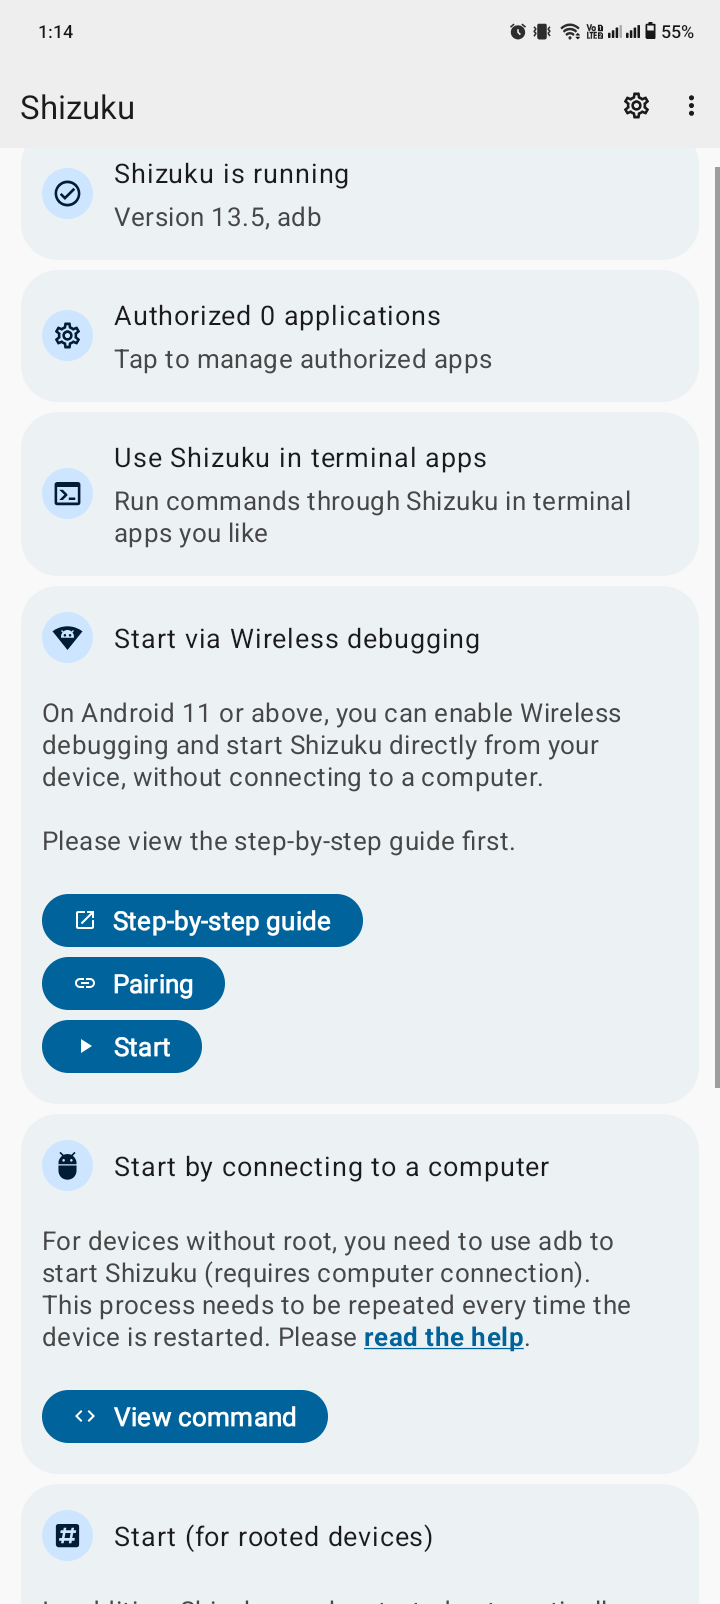 1:14
Vo D
LTE2
55%
Shizuku
Shizuku is running
Version 13.5, adb
Authorized 0 applications
Tap to manage authorized apps
Use Shizuku in terminal apps
Run commands through Shizuku in terminal
apps you like
Start via Wireless debugging
On Android 11 or above, you can enable Wireless
debugging and start Shizuku directly from your
device, without connecting to a computer.
Please view the step-by-step guide first.
Step-by-step guide
Pairing
Start
Start by connecting to a computer
For devices without root, you need to use adb to
start Shizuku (requires computer connection).
This process needs to be repeated every time the
device is restarted. Please read the help.
View command
Start (for rooted devices)